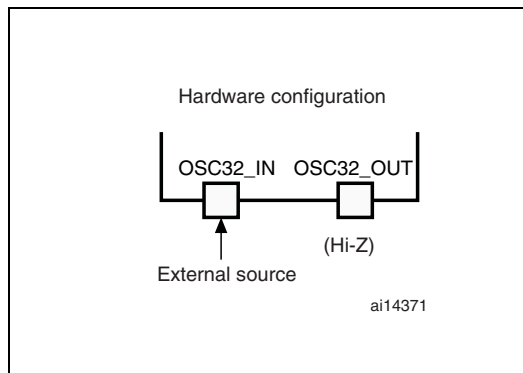 Hardware configuration
OSC32_IN OSC32_OUT
(Hi-Z)
External source
ai14371